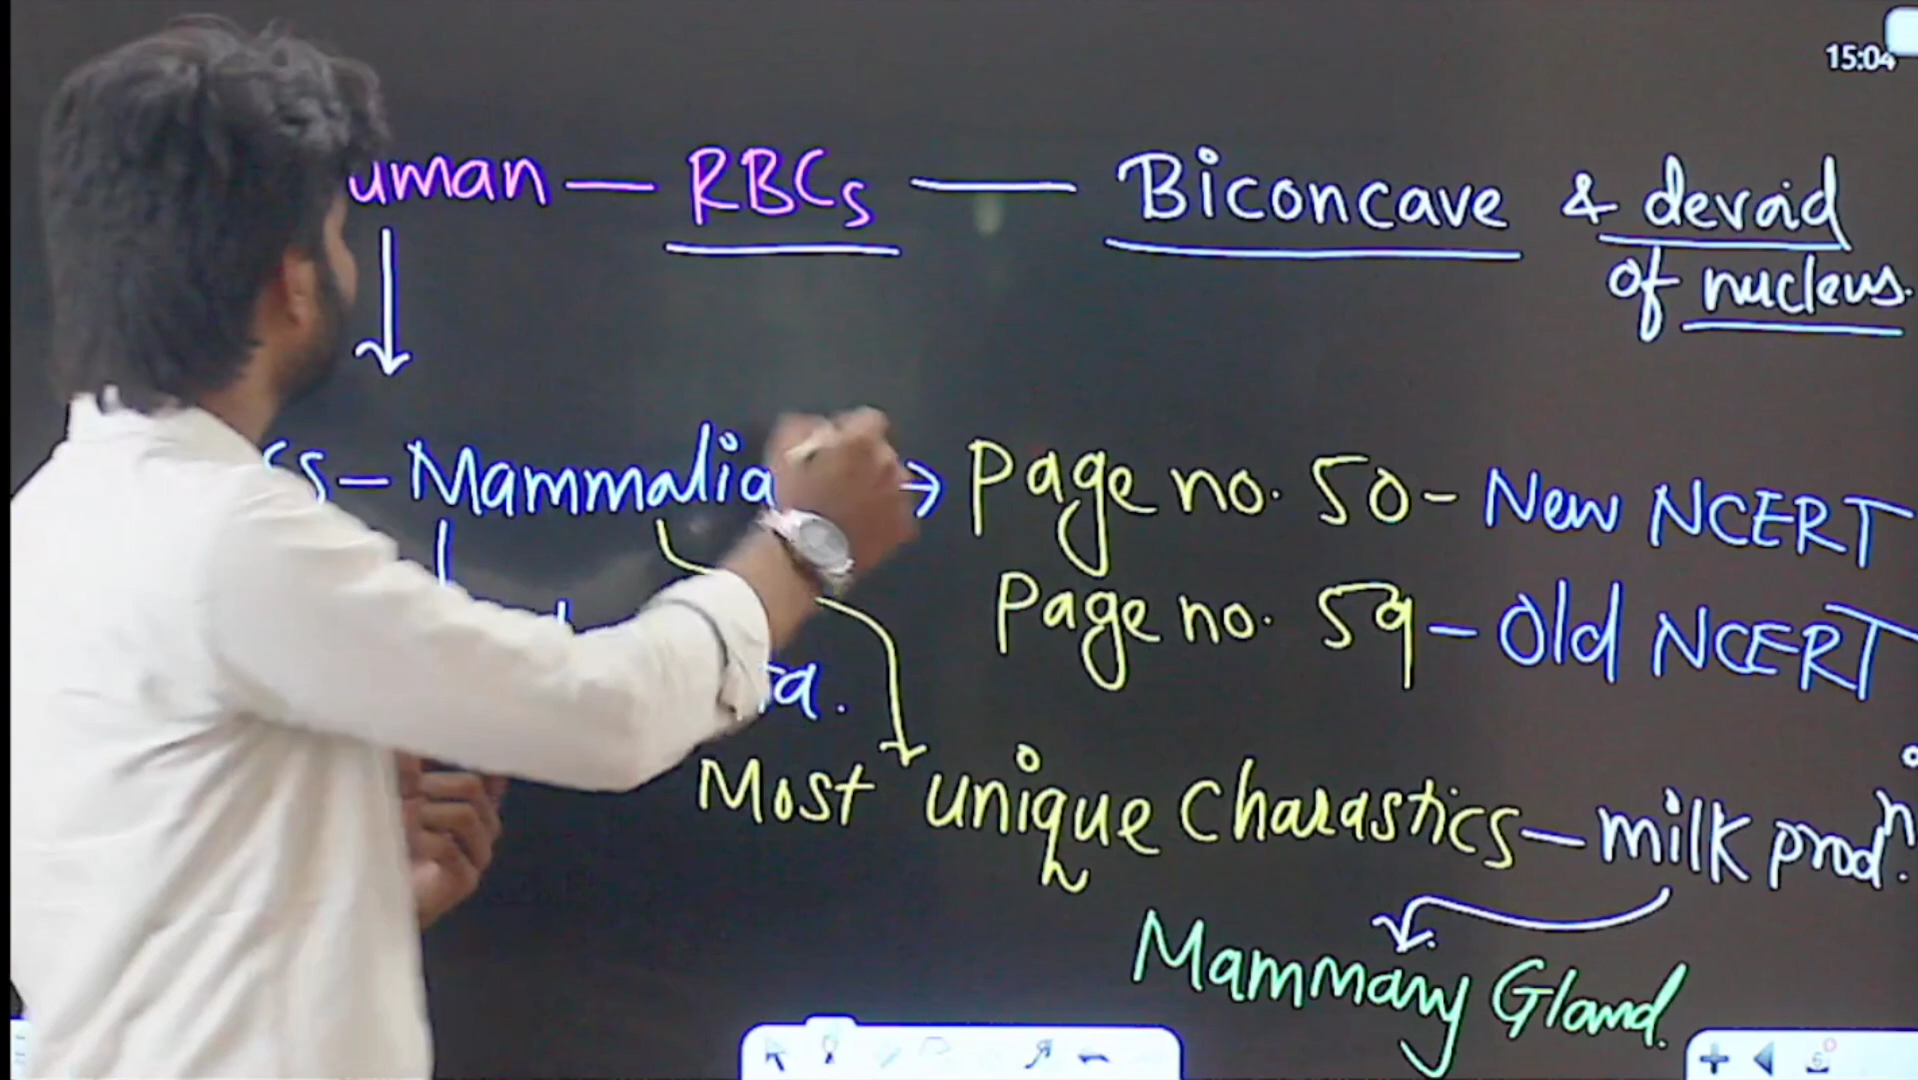 15:04
uman — RBCs — Biconcave & devoid
of nucleus.
ss – Mammalia → Page no. 50 – New NCERT
Page no. 59 – Old NCERT
ta.
Most unique Charastics – milk prodⁿ.
Mammary Gland.